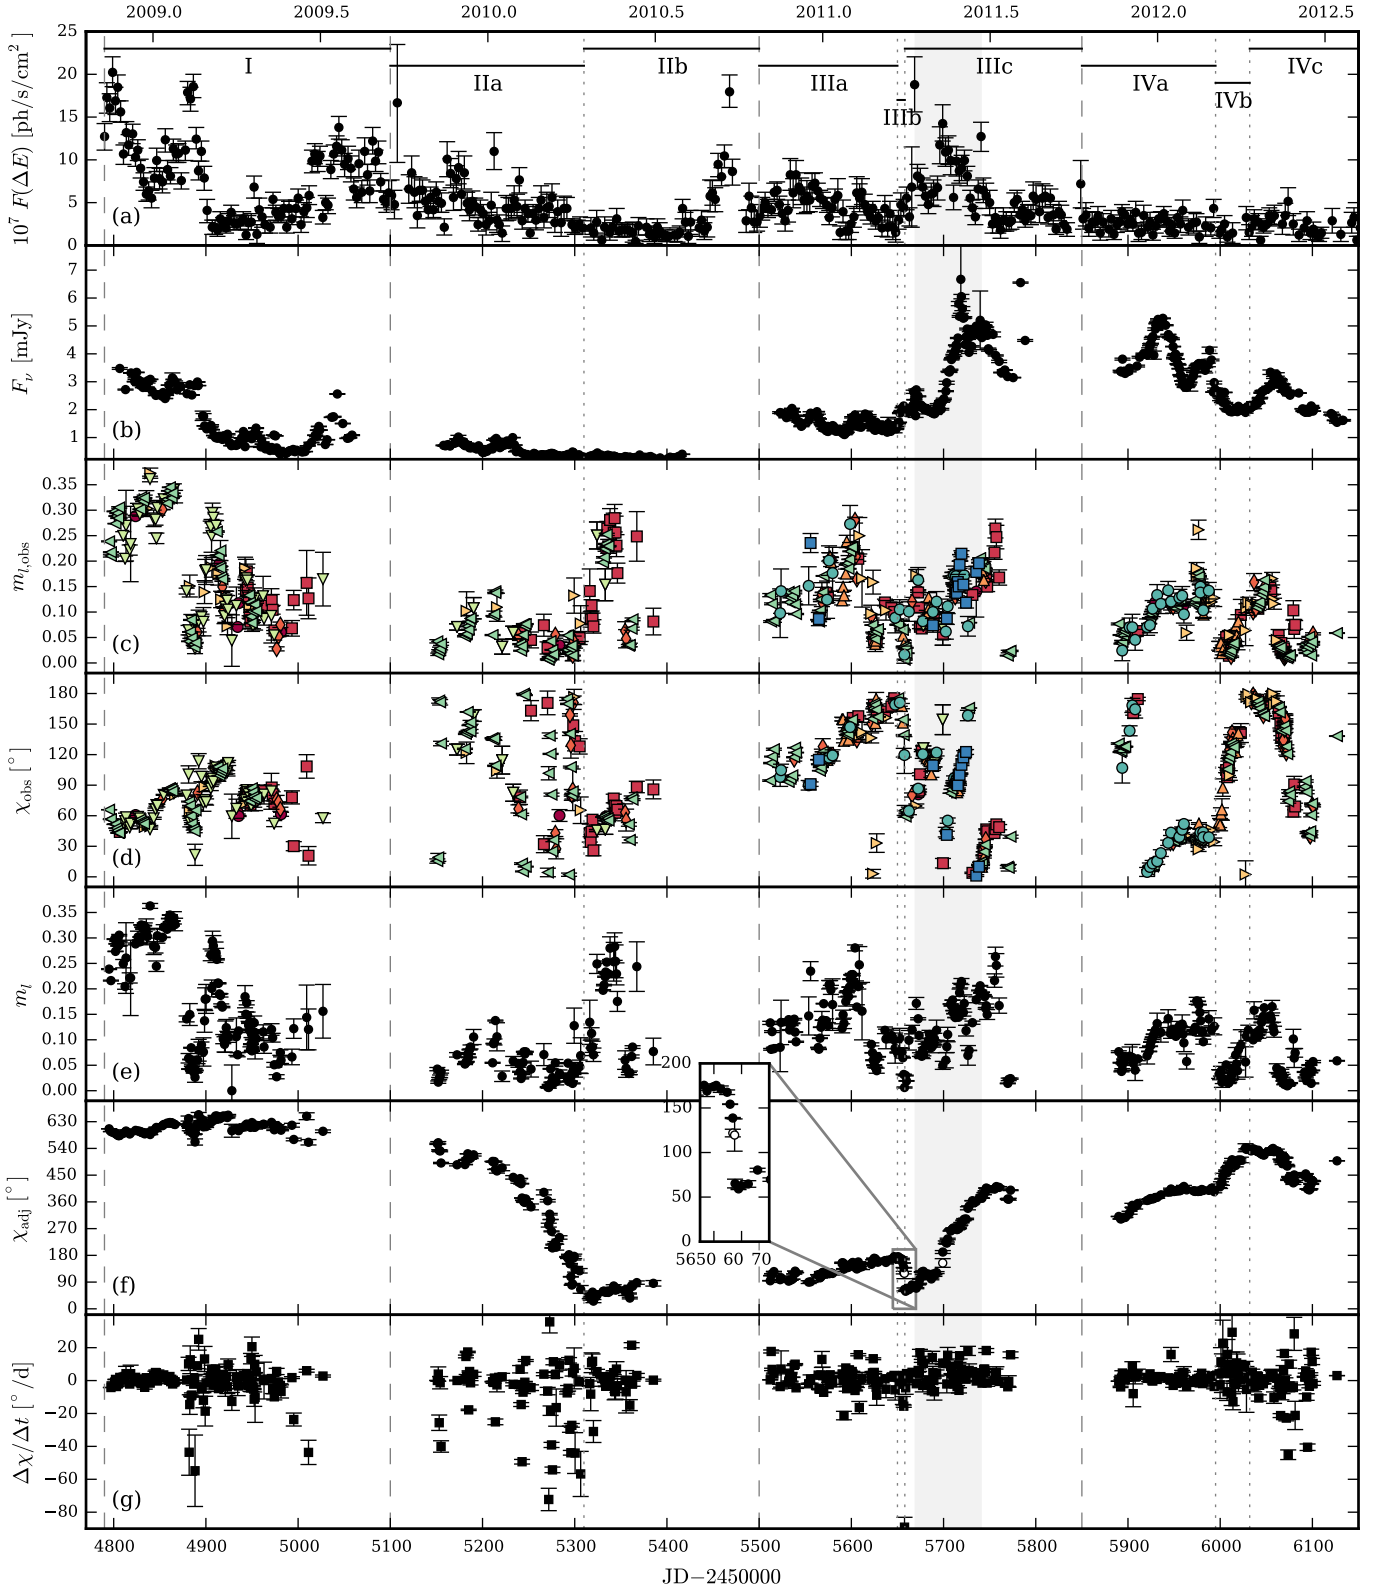 2009.0 2009.5 2010.0 2010.5 2011.0 2011.5 2012.0 2012.5
25
20
15
10
5
0
10⁷ F(ΔE) [ph/s/cm²]
I IIa IIb IIIa IIIb IIIc IVa IVb IVc
(a)
7
6
5
4
3
2
1
F_ν [mJy]
(b)
0.35
0.30
0.25
0.20
0.15
0.10
0.05
0.00
m_l,obs
(c)
180
150
120
90
60
30
0
χ_obs [°]
(d)
0.35
0.30
0.25
0.20
0.15
0.10
0.05
0.00
m_l
(e)
630
540
450
360
270
180
90
0
χ_adj [°]
(f)
200
150
100
50
0
5650 60 70
20
0
−20
−40
−60
−80
Δχ/Δt [°/d]
(g)
4800 4900 5000 5100 5200 5300 5400 5500 5600 5700 5800 5900 6000 6100
JD−2450000